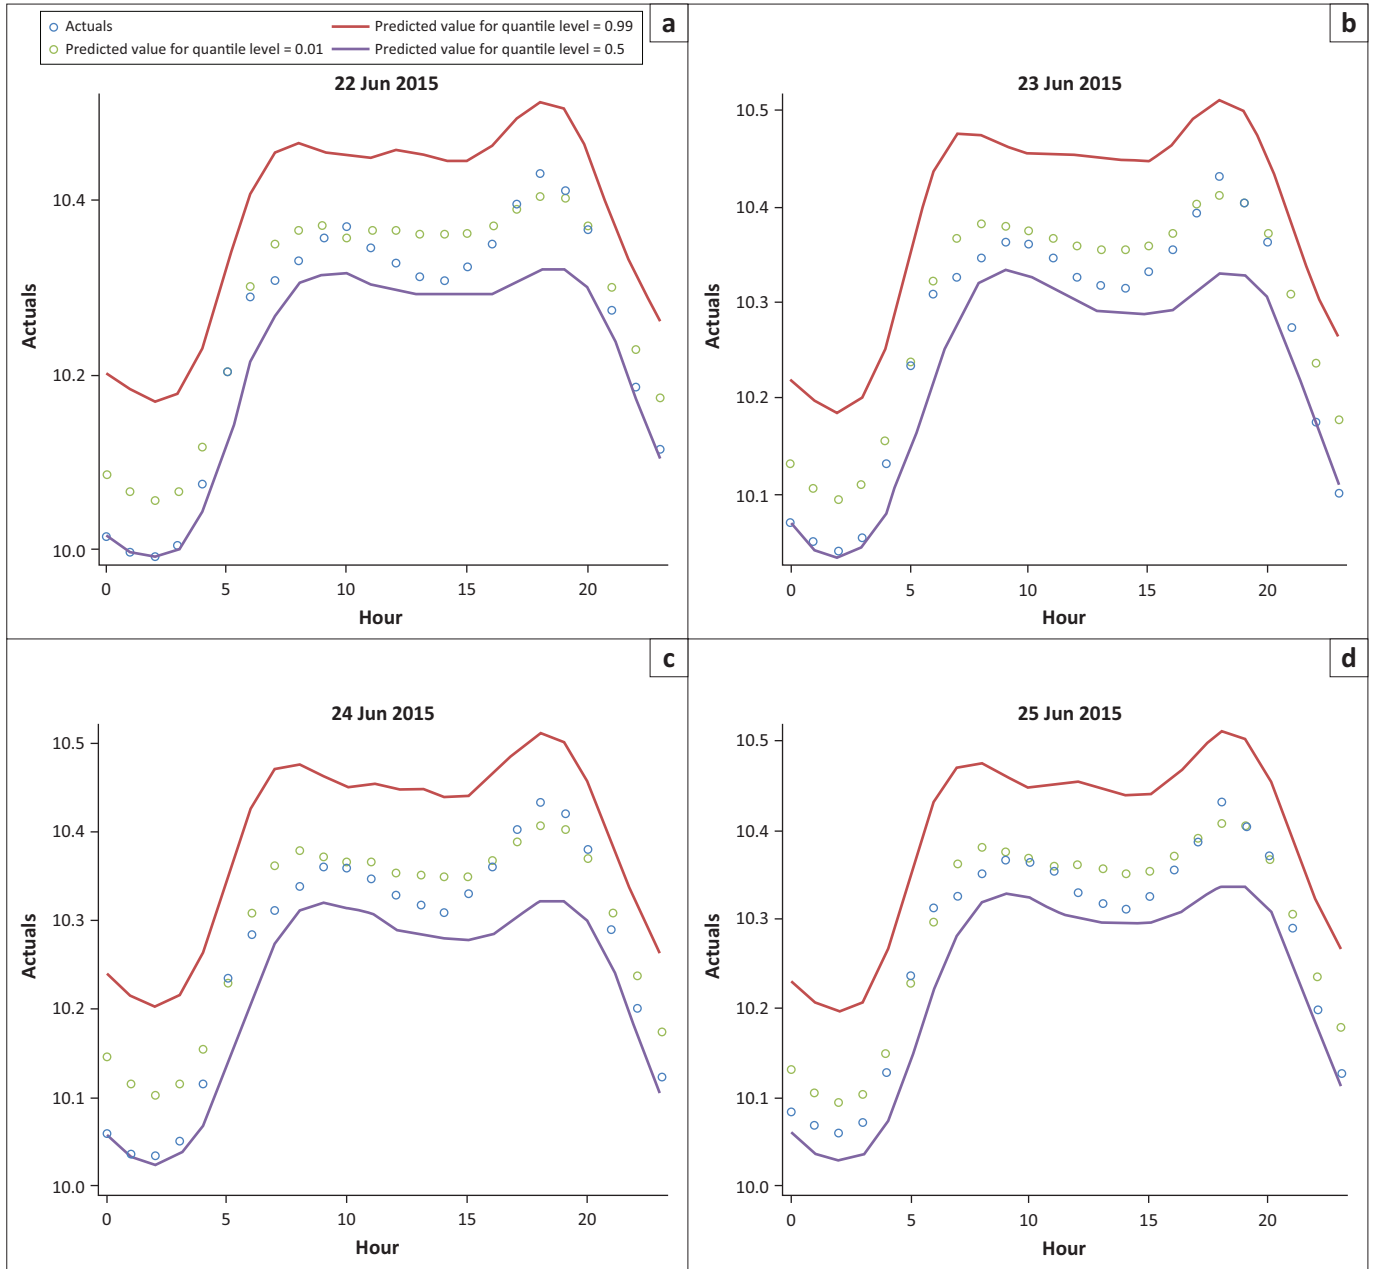 a
Actuals
Predicted value for quantile level = 0.99
Predicted value for quantile level = 0.01
Predicted value for quantile level = 0.5
22 Jun 2015
10.4
10.2
10.0
Actuals
0 5 10 15 20
Hour
b
23 Jun 2015
10.5
10.4
10.3
10.2
10.1
Actuals
0 5 10 15 20
Hour
c
24 Jun 2015
10.5
10.4
10.3
10.2
10.1
10.0
Actuals
0 5 10 15 20
Hour
d
25 Jun 2015
10.5
10.4
10.3
10.2
10.1
10.0
Actuals
0 5 10 15 20
Hour